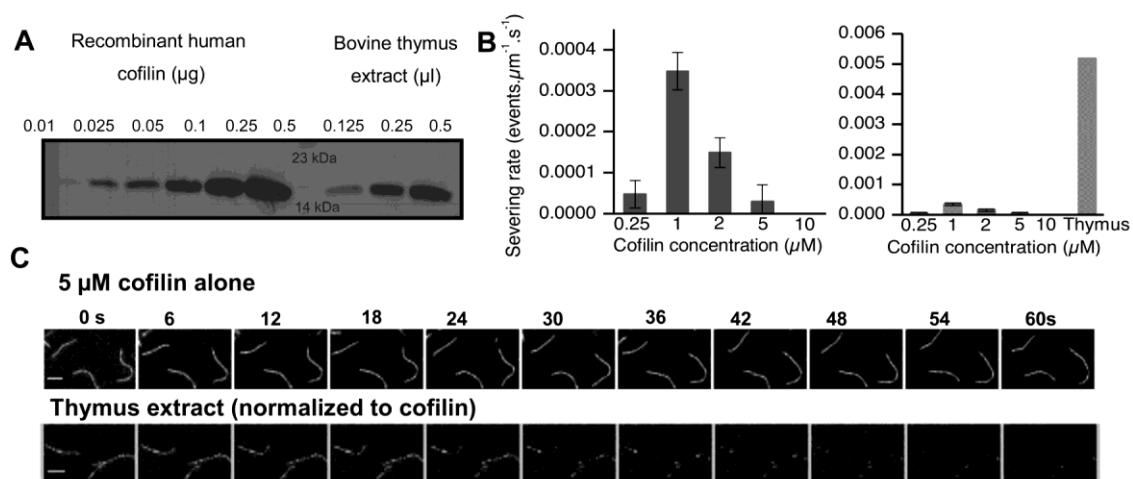 A
Recombinant human
cofilin (µg)
Bovine thymus
extract (µl)
0.01 0.025 0.05 0.1 0.25 0.5 0.125 0.25 0.5
23 kDa
14 kDa
B
Severing rate (events.µm⁻¹.s⁻¹)
0.0004
0.0003
0.0002
0.0001
0.0000
0.25 1 2 5 10
Cofilin concentration (µM)
0.006
0.005
0.004
0.003
0.002
0.001
0.000
0.25 1 2 5 10 Thymus
Cofilin concentration (µM)
C
5 µM cofilin alone
0 s 6 12 18 24 30 36 42 48 54 60s
Thymus extract (normalized to cofilin)